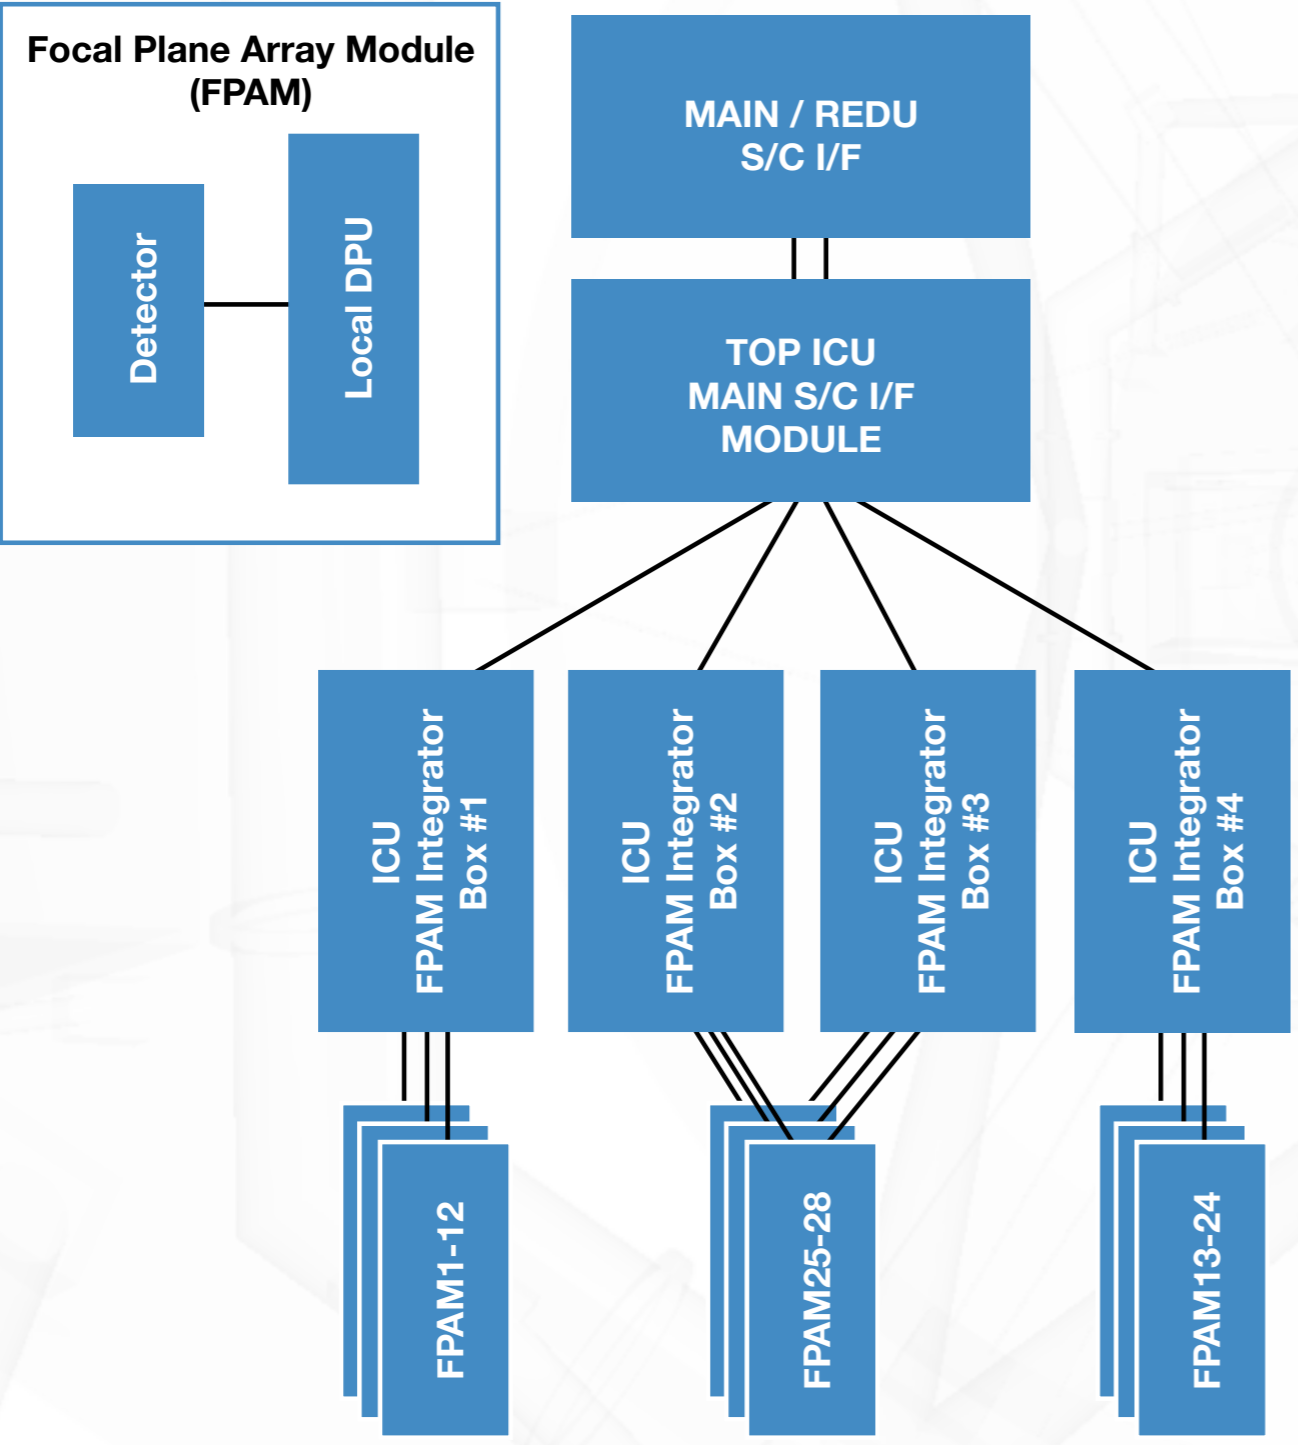 Focal Plane Array Module
(FPAM)
Detector
Local DPU
MAIN / REDU
S/C I/F
TOP ICU
MAIN S/C I/F
MODULE
ICU
FPAM Integrator
Box #1
ICU
FPAM Integrator
Box #2
ICU
FPAM Integrator
Box #3
ICU
FPAM Integrator
Box #4
FPAM1-12
FPAM25-28
FPAM13-24